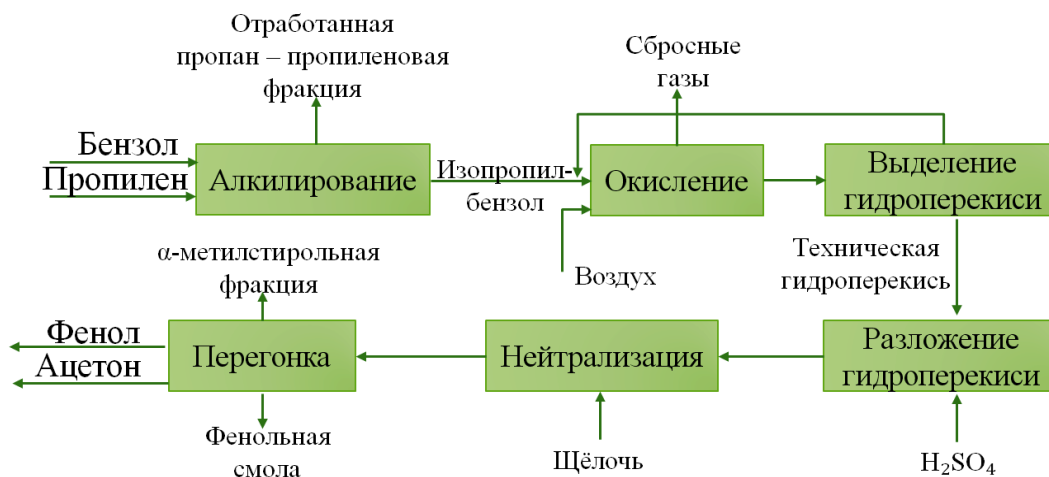 Отработанная
пропан – пропиленовая
фракция
Сбросные
газы
Бензол
Пропилен
Алкилирование
Изопропил-
бензол
Окисление
Выделение
гидроперекиси
Воздух
Техническая
гидроперекись
α-метилстирольная
фракция
Фенол
Ацетон
Перегонка
Нейтрализация
Разложение
гидроперекиси
Фенольная
смола
Щёлочь
H₂SO₄